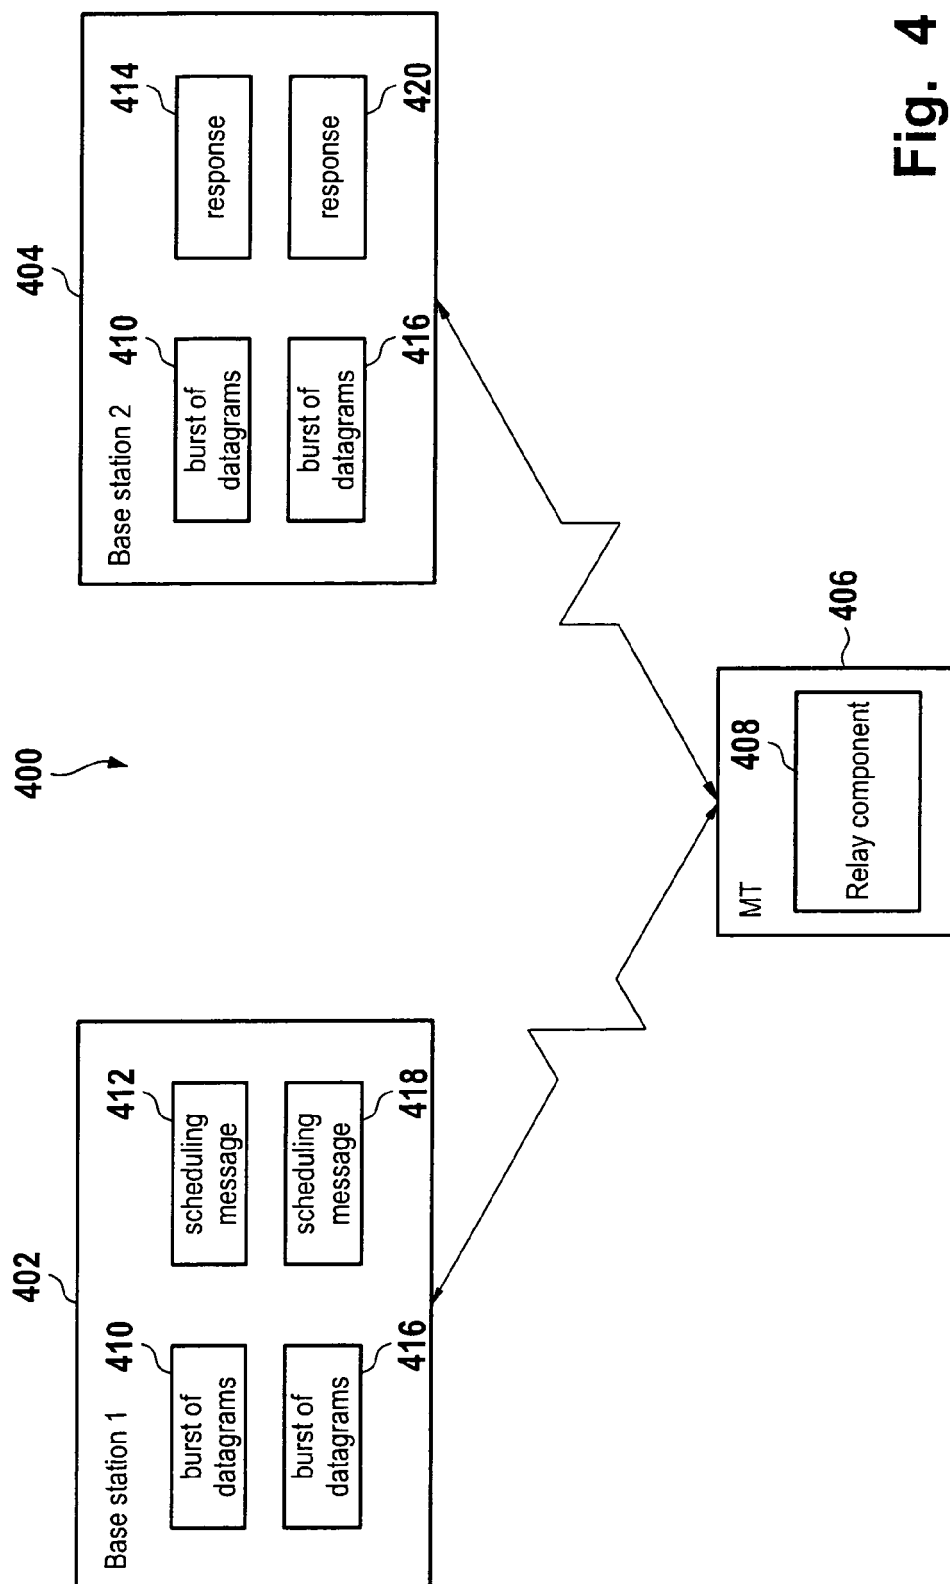 400
402
Base station 1
410
burst of
datagrams
412
scheduling
message
burst of
datagrams
416
scheduling
message
418
404
Base station 2
410
burst of
datagrams
414
response
burst of
datagrams
416
response
420
MT
408
Relay component
406
Fig. 4